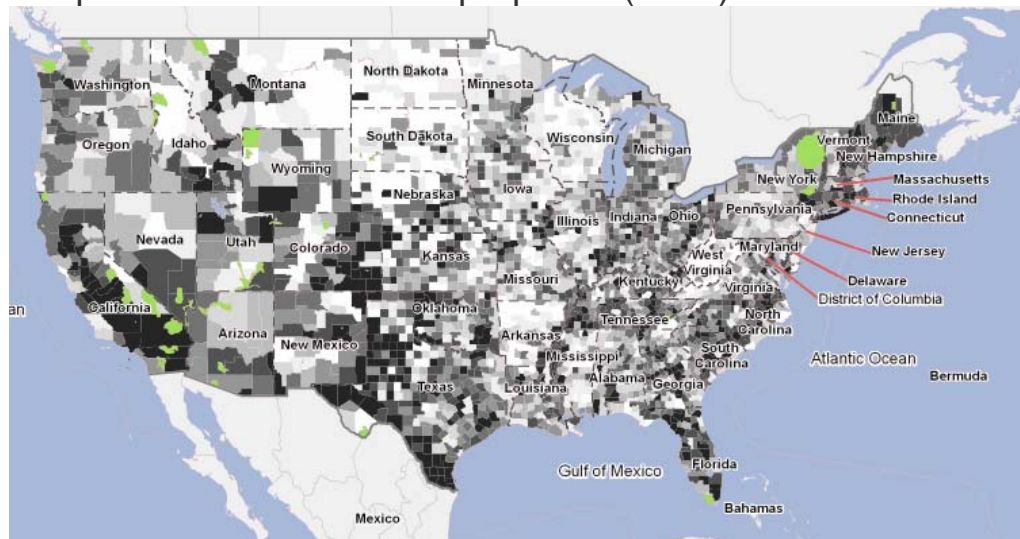 Washington
Montana
North Dakota
Minnesota
Oregon
Idaho
Wyoming
South Dakota
Wisconsin
Michigan
Maine
Vermont
New Hampshire
New York
Massachusetts
Rhode Island
Connecticut
Nebraska
Iowa
Pennsylvania
Nevada
Utah
Colorado
Kansas
Illinois
Indiana
Ohio
West
Virginia
Maryland
New Jersey
Delaware
District of Columbia
Missouri
Kentucky
Virginia
an
California
Arizona
New Mexico
Oklahoma
Arkansas
Tennessee
North
Carolina
South
Carolina
Mississippi
Alabama
Georgia
Atlantic Ocean
Bermuda
Texas
Louisiana
Florida
Gulf of Mexico
Bahamas
Mexico